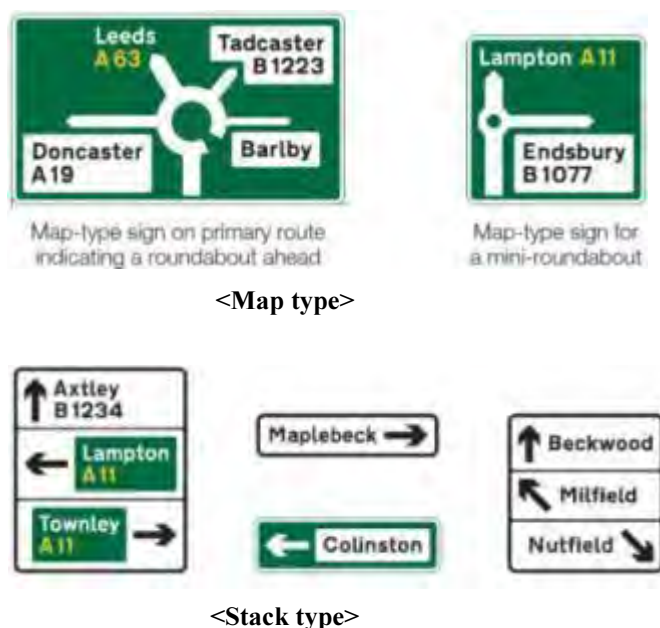 Leeds
A63
Tadcaster
B1223
Doncaster
A19
Barlby
Map-type sign on primary route
indicating a roundabout ahead
Lampton A11
Endsbury
B1077
Map-type sign for
a mini-roundabout
<Map type>
Axtley
B1234
Lampton
A11
Townley
A11
Maplebeck
Colinston
Beckwood
Milfield
Nutfield
<Stack type>